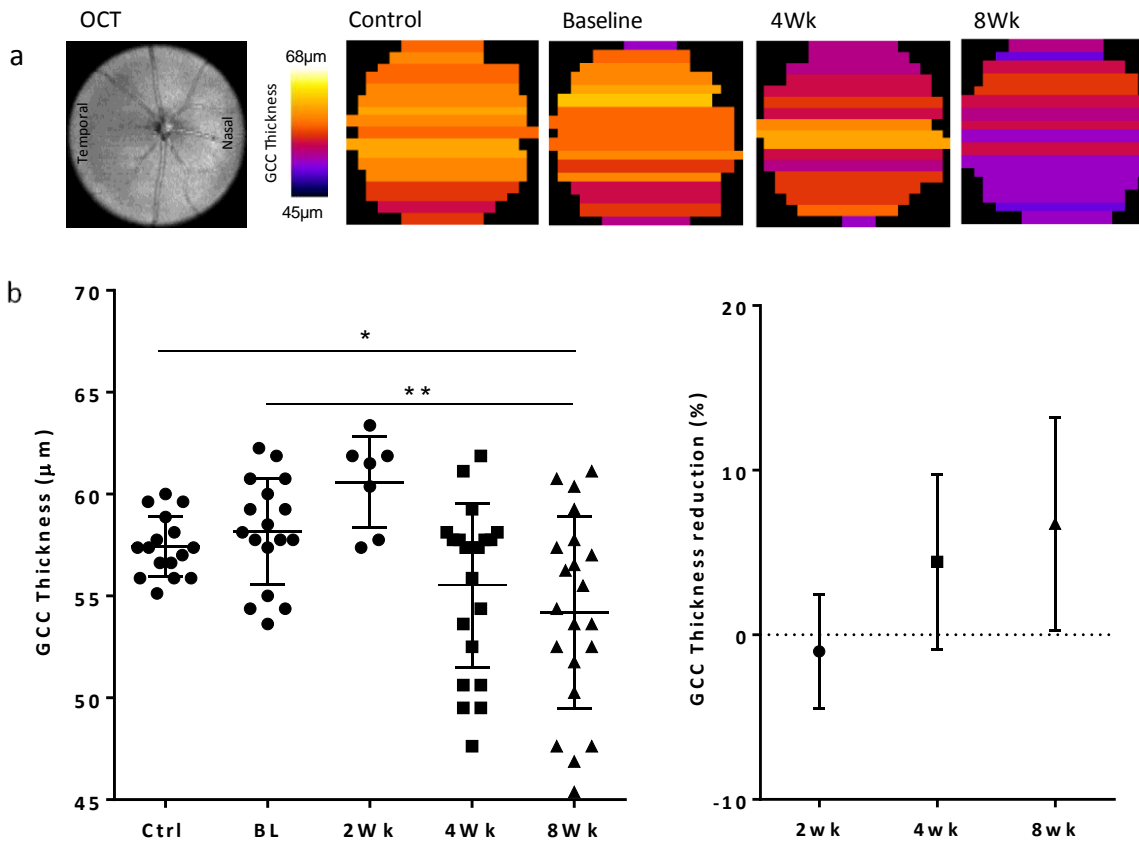 OCT
Control
Baseline
4Wk
8Wk
a
Temporal
Nasal
68µm
GCC Thickness
45µm
b
70
65
60
55
50
45
GCC Thickness (µm)
*
**
Ctrl
BL
2Wk
4Wk
8Wk
20
10
0
-10
GCC Thickness reduction (%)
2wk
4wk
8wk